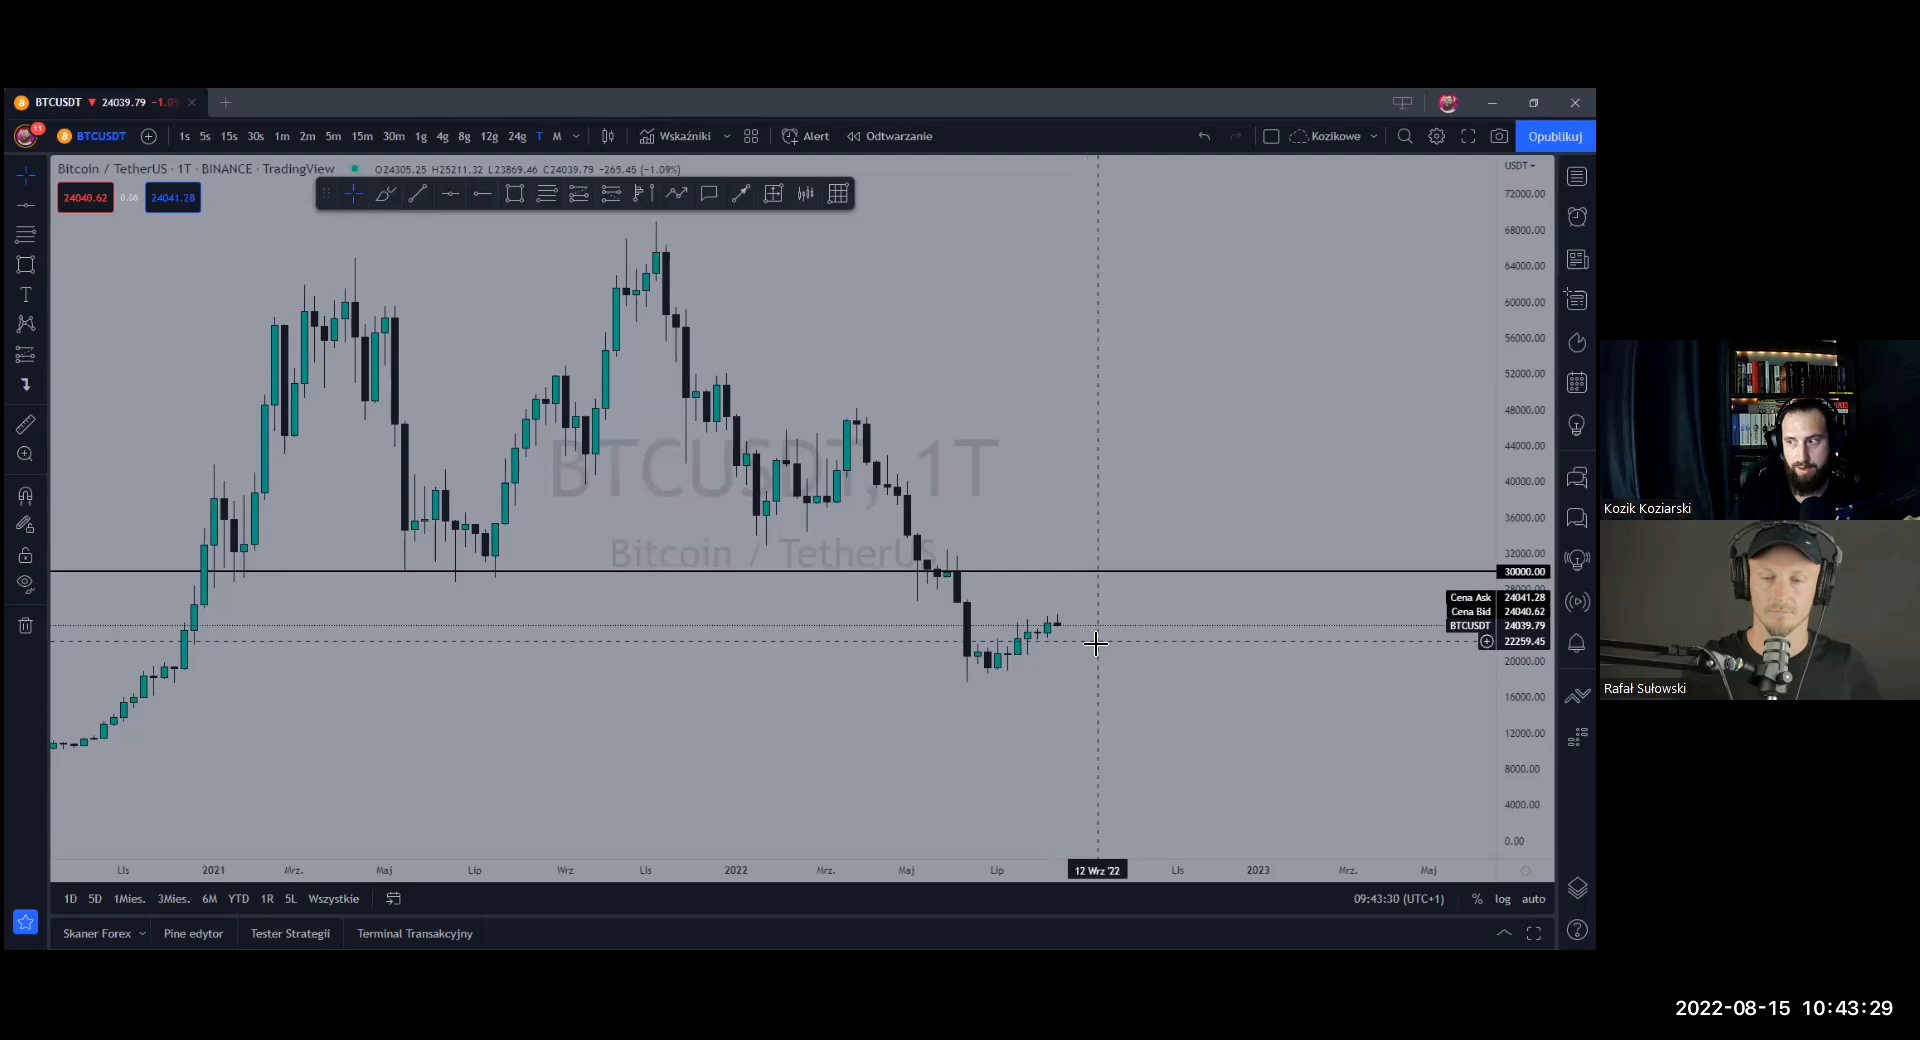 BTCUSDT ▼ 24039.79 −1.0
11
BTCUSDT 1s 5s 15s 30s 1m 2m 5m 15m 30m 1g 4g 8g 12g 24g T M Wskaźniki Alert Odtwarzanie Kozikowe Opublikuj
Bitcoin / TetherUS · 1T · BINANCE · TradingView O24305.25 H25211.32 L23869.46 C24039.79 −265.45 (−1.09%)
USDT
24040.62 0.66 24041.28
72000.00
68000.00
64000.00
60000.00
56000.00
52000.00
48000.00
44000.00
40000.00
36000.00
32000.00
BTCUSDT, 1T
Bitcoin / TetherUS
30000.00
28000.00
Cena Ask 24041.28
Cena Bid 24040.62
BTCUSDT 24039.79
22259.45
20000.00
16000.00
12000.00
8000.00
4000.00
0.00
Lis 2021 Mrz. Maj Lip Wrz Lis 2022 Mrz. Maj Lip 12 Wrz '22 Lis 2023 Mrz. Maj
1D 5D 1Mies. 3Mies. 6M YTD 1R 5L Wszystkie 09:43:30 (UTC+1) % log auto
Skaner Forex Pine edytor Tester Strategii Terminal Transakcyjny
Kozik Koziarski
Rafał Sułowski
2022-08-15 10:43:29